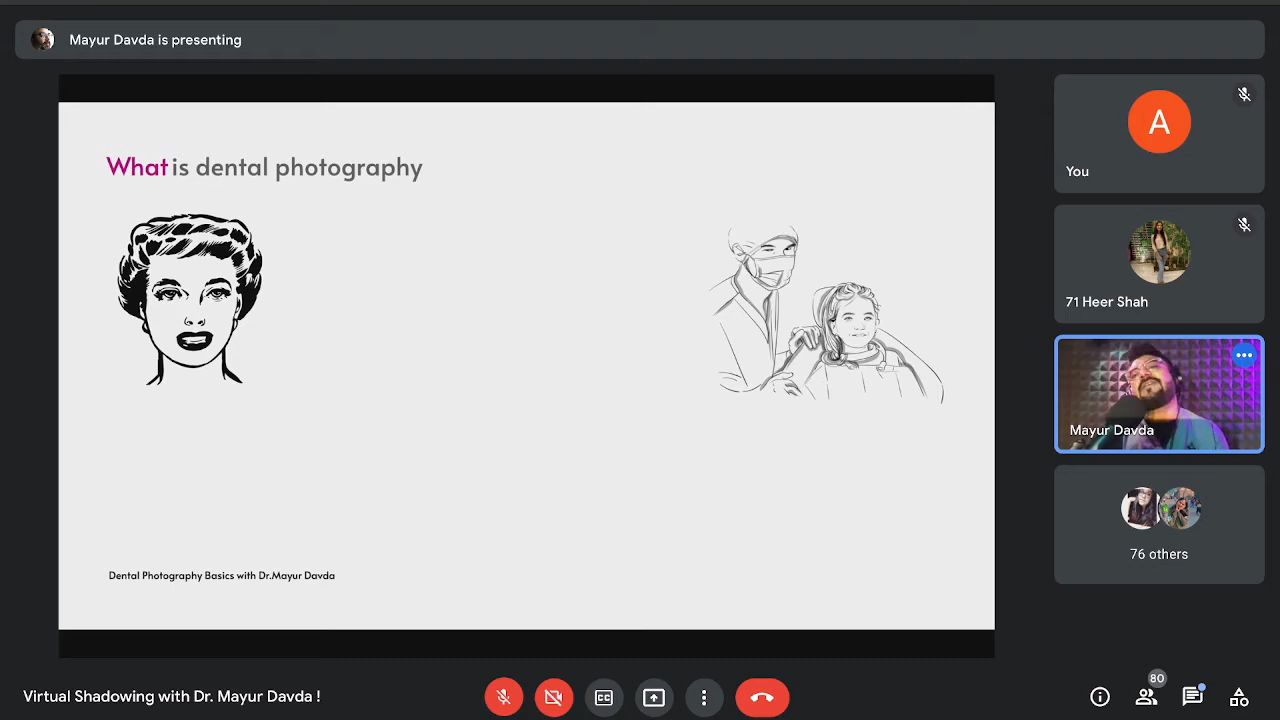 Mayur Davda is presenting
What is dental photography
Dental Photography Basics with Dr.Mayur Davda
A
You
71 Heer Shah
Mayur Davda
76 others
Virtual Shadowing with Dr. Mayur Davda !
CC
80